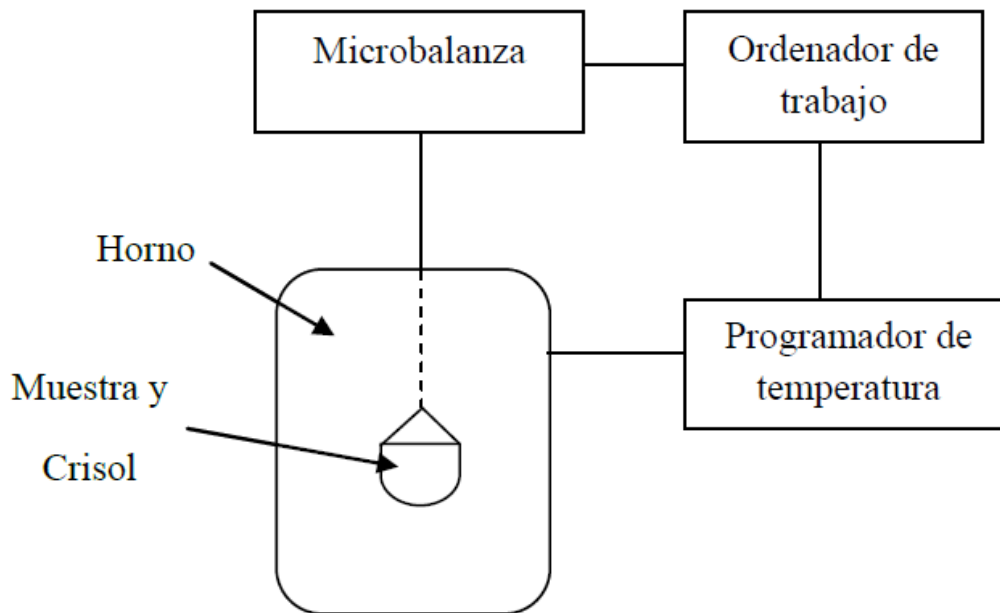 Microbalanza
Ordenador de
trabajo
Horno
Programador de
temperatura
Muestra y
Crisol